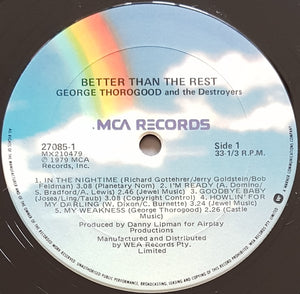 BETTER THAN THE REST
GEORGE THOROGOOD and the Destroyers
MCA RECORDS
27085-1
MX210479
℗ 1979 MCA
Records, Inc.
Side 1
33-1/3 R.P.M.
1. IN THE NIGHTIME (Richard Gottehrer/Jerry Goldstein/Bob
Feldman) 3.08 (Planetary Nom) 2. I'M READY (A. Domino/
S. Bradford/A. Lewis) 2.46 (Jewel Music) 3. GOODBYE BABY
(Josea/Ling/Taub) (Copyright Control) 4. HOWLIN' FOR
MY DARLING (W. Dixon/C. Burnette) 3.34 (Jewel Music)
5. MY WEAKNESS (George Thorogood) 2.26 (Castle
Music)
Produced by Danny Lipman for Airplay
Productions
Manufactured and Distributed
by WEA Records Pty.
Limited